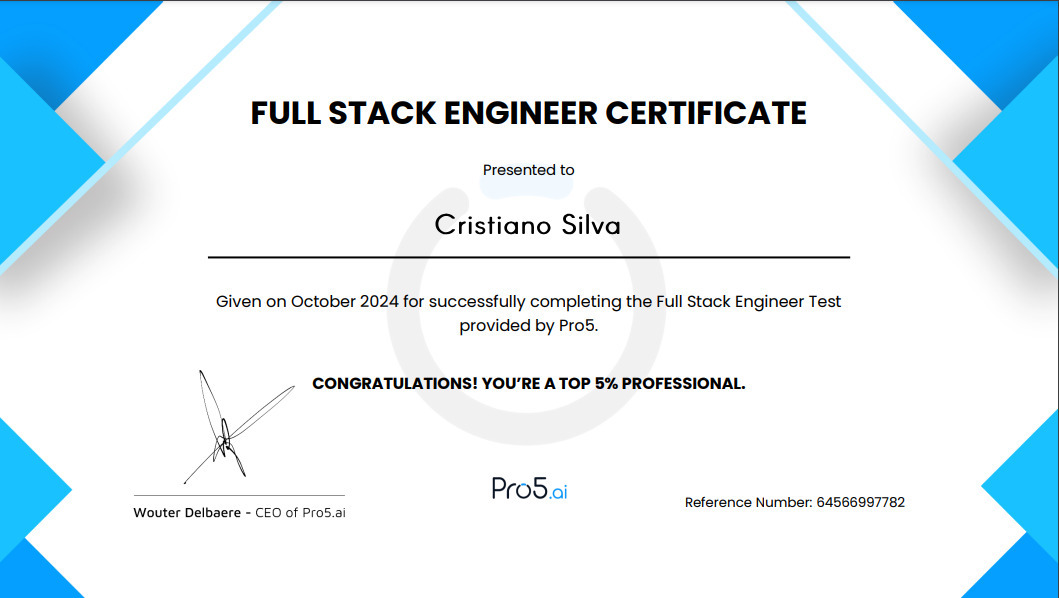 FULL STACK ENGINEER CERTIFICATE
Presented to
Cristiano Silva
Given on October 2024 for successfully completing the Full Stack Engineer Test
provided by Pro5.
CONGRATULATIONS! YOU’RE A TOP 5% PROFESSIONAL.
Pro5.ai
Reference Number: 64566997782
Wouter Delbaere - CEO of Pro5.ai